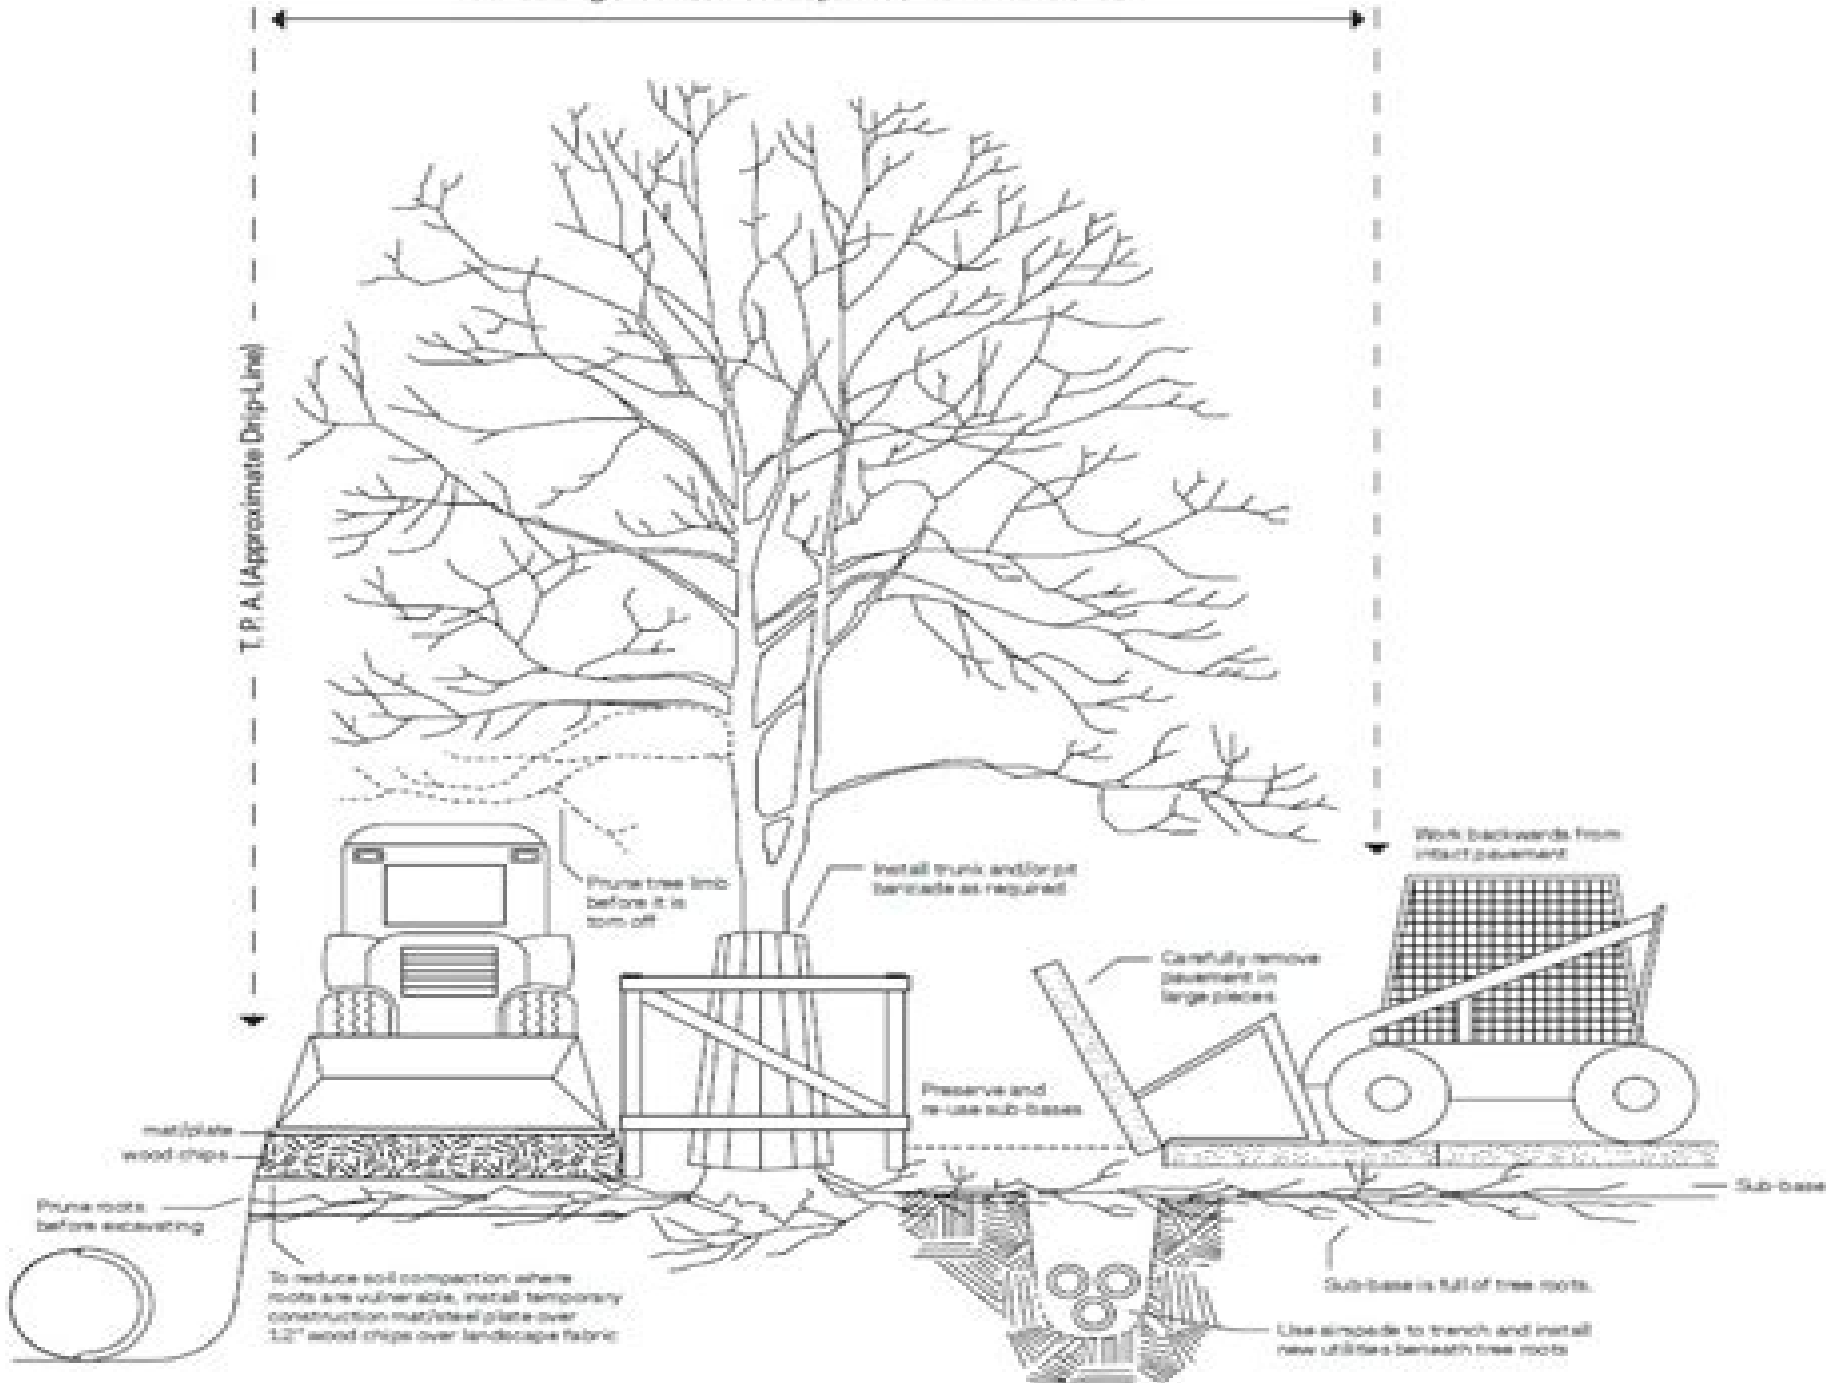 T.P.A. (Approximate Drip-Line)
Work backwards from
intact pavement
Prune tree limb
before it is
torn off
Install trunk and/or pit
barricade as required
Carefully remove
pavement in
large pieces
Preserve and
re-use sub-bases
mat/plate
wood chips
Prune roots
before excavating
Sub-base
To reduce soil compaction where
roots are vulnerable, install temporary
construction mat/steel plate over
12" wood chips over landscape fabric
Sub-base is full of tree roots.
Use airspade to trench and install
new utilities beneath tree roots